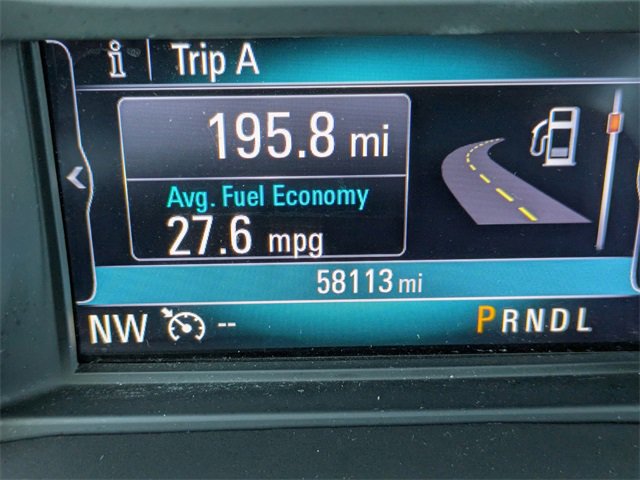 i Trip A
195.8 mi
Avg. Fuel Economy
27.6 mpg
58113 mi
NW -- PRNDL